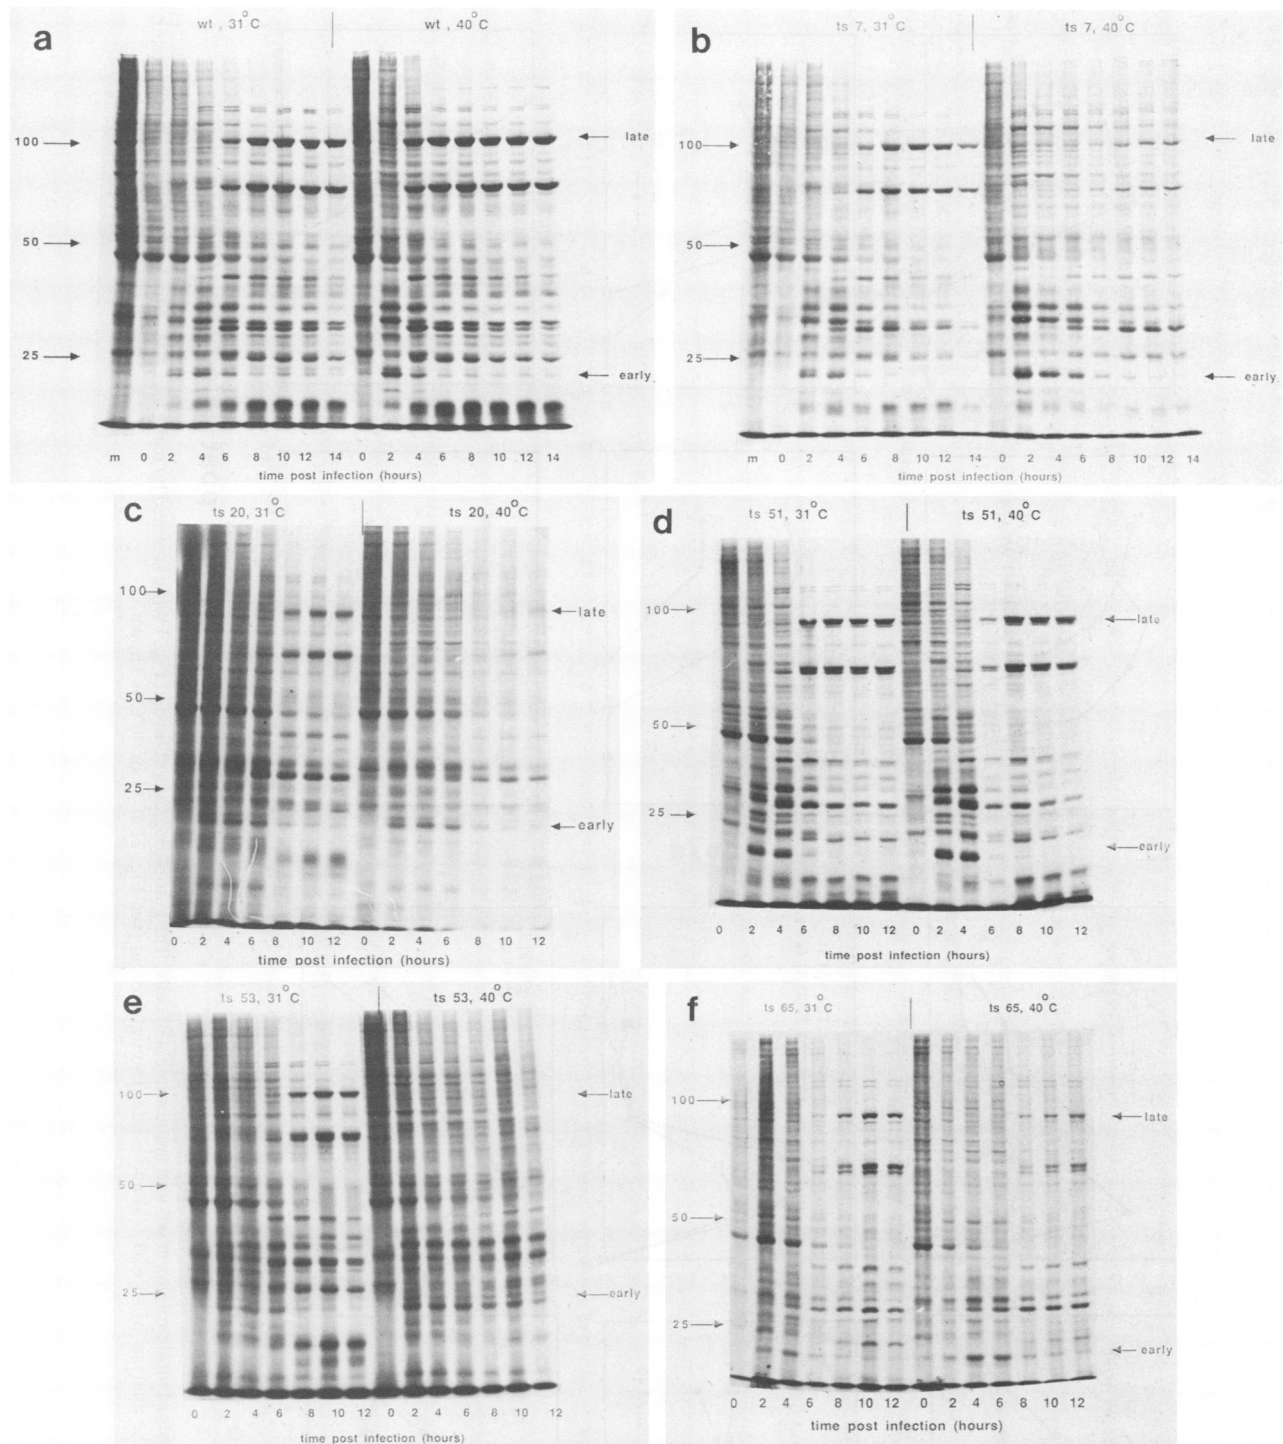 a
wt , 31°C
wt , 40°C
100
50
25
late
early
m 0 2 4 6 8 10 12 14 0 2 4 6 8 10 12 14
time post infection (hours)
b
ts 7, 31°C
ts 7, 40°C
100
50
25
late
early
m 0 2 4 6 8 10 12 14 0 2 4 6 8 10 12 14
time post infection (hours)
c
ts 20, 31°C
ts 20, 40°C
100
50
25
late
early
0 2 4 6 8 10 12 0 2 4 6 8 10 12
time post infection (hours)
d
ts 51, 31°C
ts 51, 40°C
100
50
25
late
early
0 2 4 6 8 10 12 0 2 4 6 8 10 12
time post infection (hours)
e
ts 53, 31°C
ts 53, 40°C
100
50
25
late
early
0 2 4 6 8 10 12 0 2 4 6 8 10 12
time post infection (hours)
f
ts 65, 31°C
ts 65, 40°C
100
50
25
late
early
0 2 4 6 8 10 12 0 2 4 6 8 10 12
time post infection (hours)